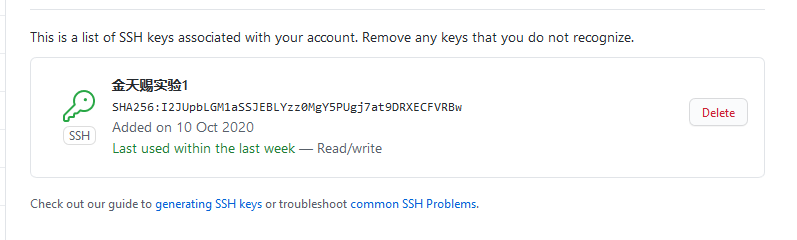 This is a list of SSH keys associated with your account. Remove any keys that you do not recognize.
金天赐实验1
SHA256:I2JUpbLGM1aSSJEBLYzz0MgY5PUgj7at9DRXECFVRBw
Added on 10 Oct 2020
Last used within the last week — Read/write
SSH
Delete
Check out our guide to generating SSH keys or troubleshoot common SSH Problems.